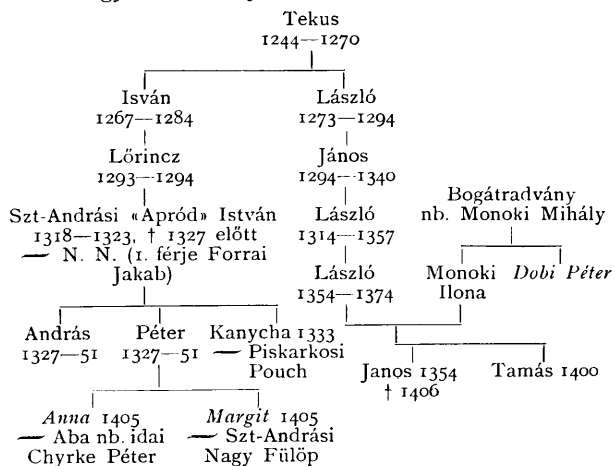 Tekus
1244—1270
Isván
1267—1284
László
1273—1294
Lőrincz
1293—1294
János
1294—1340
Szt-Andrási «Apród» István
1318—1323, † 1327 előtt
— N. N. (1. férje Forrai
Jakab)
László
1314—1357
Bogátradvány
nb. Monoki Mihály
László
1354—1374
Monoki
Ilona
Dobi Péter
András
1327—51
Péter
1327—51
Kanycha 1333
— Piskarkosi
Pouch
Janos 1354
† 1406
Tamás 1400
Anna 1405
— Aba nb. idai
Chyrke Péter
Margit 1405
— Szt-Andrási
Nagy Fülöp